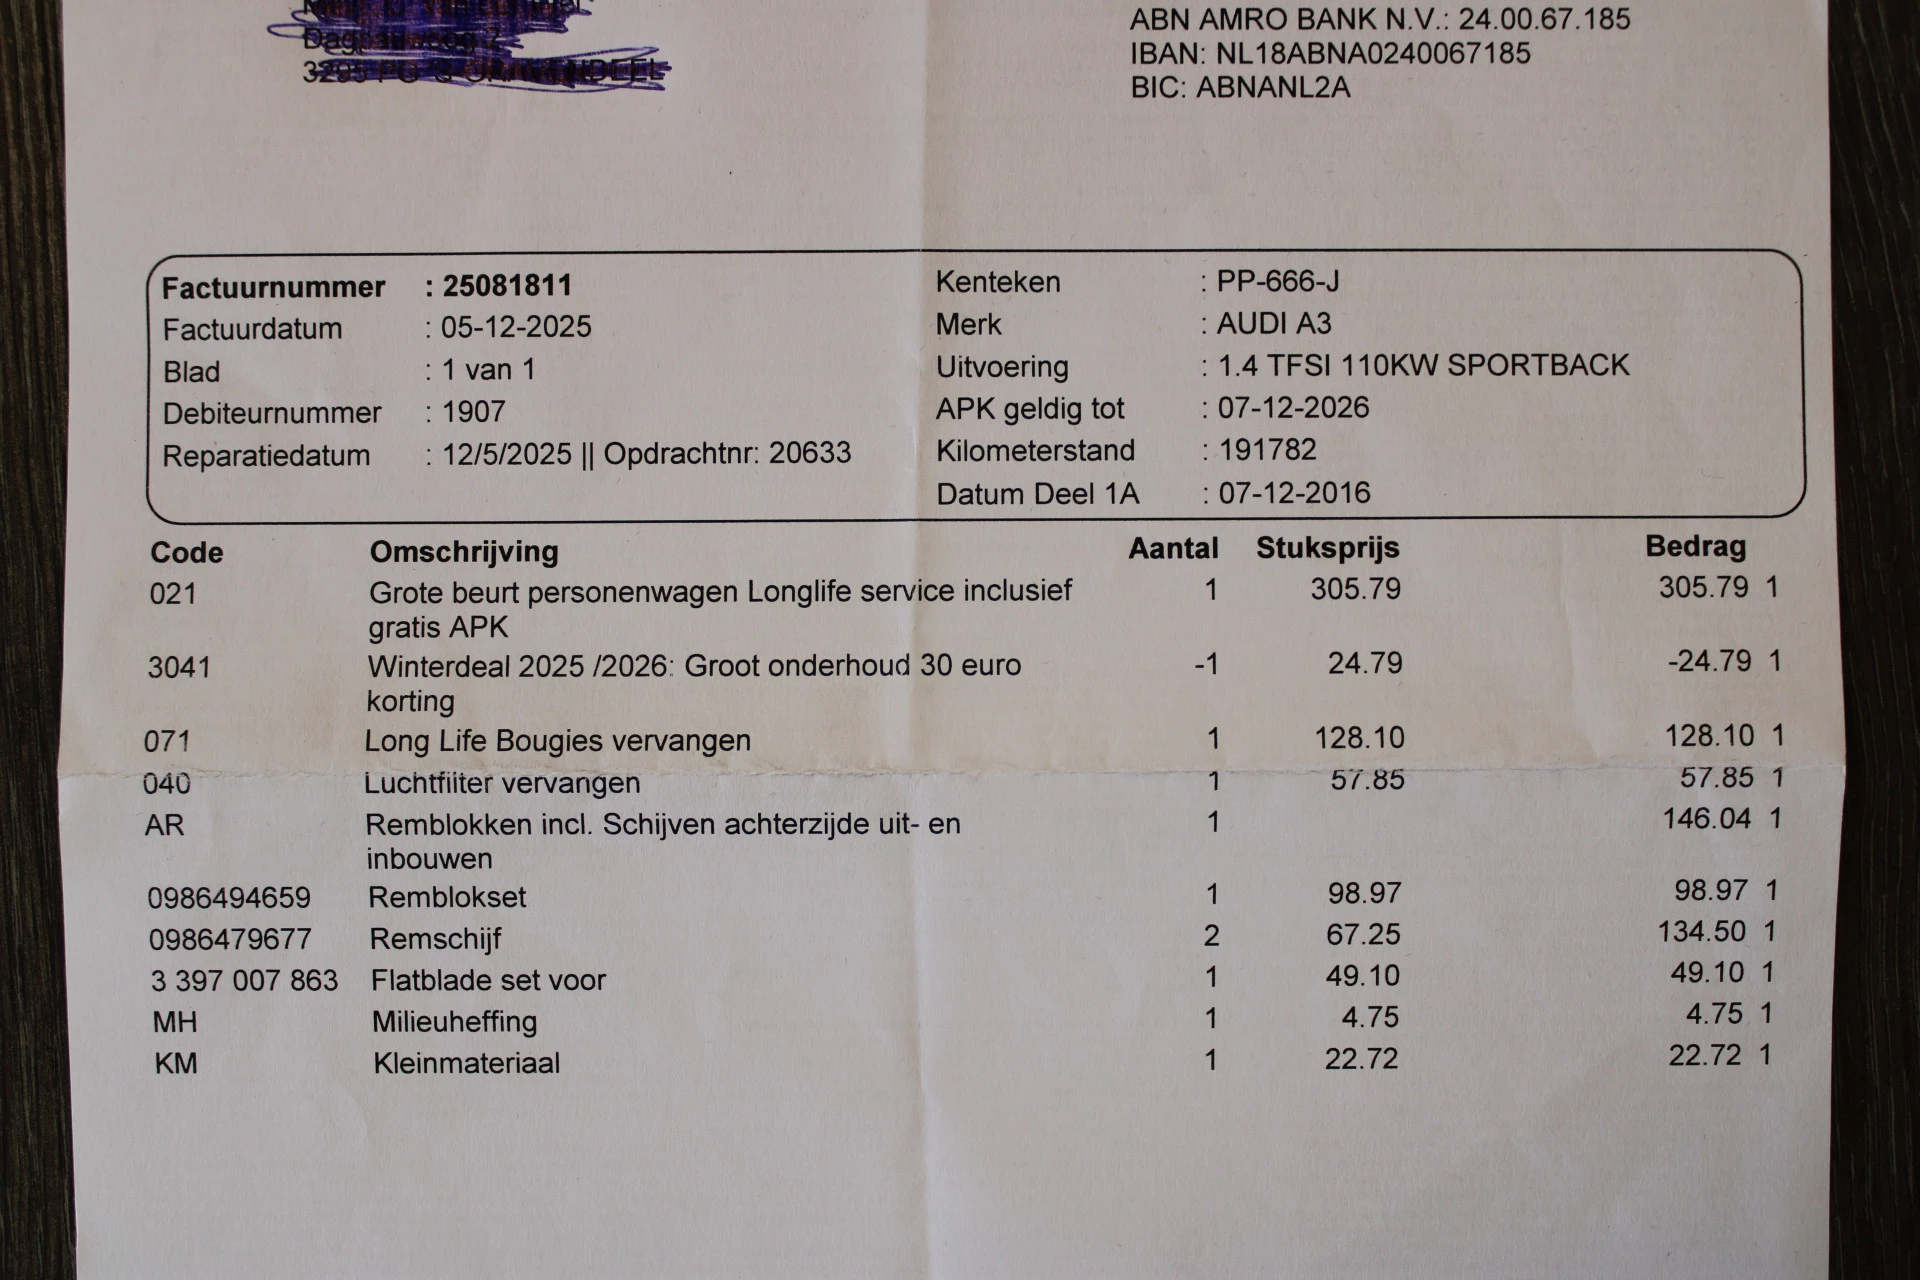 ABN AMRO BANK N.V.: 24.00.67.185
IBAN: NL18ABNA0240067185
BIC: ABNANL2A
Factuurnummer : 25081811
Factuurdatum : 05-12-2025
Blad : 1 van 1
Debiteurnummer : 1907
Reparatiedatum : 12/5/2025 || Opdrachtnr: 20633
Kenteken : PP-666-J
Merk : AUDI A3
Uitvoering : 1.4 TFSI 110KW SPORTBACK
APK geldig tot : 07-12-2026
Kilometerstand : 191782
Datum Deel 1A : 07-12-2016
Code Omschrijving Aantal Stuksprijs Bedrag
021 Grote beurt personenwagen Longlife service inclusief 1 305.79 305.79 1
gratis APK
3041 Winterdeal 2025 /2026: Groot onderhoud 30 euro -1 24.79 -24.79 1
korting
071 Long Life Bougies vervangen 1 128.10 128.10 1
040 Luchtfilter vervangen 1 57.85 57.85 1
AR Remblokken incl. Schijven achterzijde uit- en 1 146.04 1
inbouwen
0986494659 Remblokset 1 98.97 98.97 1
0986479677 Remschijf 2 67.25 134.50 1
3 397 007 863 Flatblade set voor 1 49.10 49.10 1
MH Milieuheffing 1 4.75 4.75 1
KM Kleinmateriaal 1 22.72 22.72 1